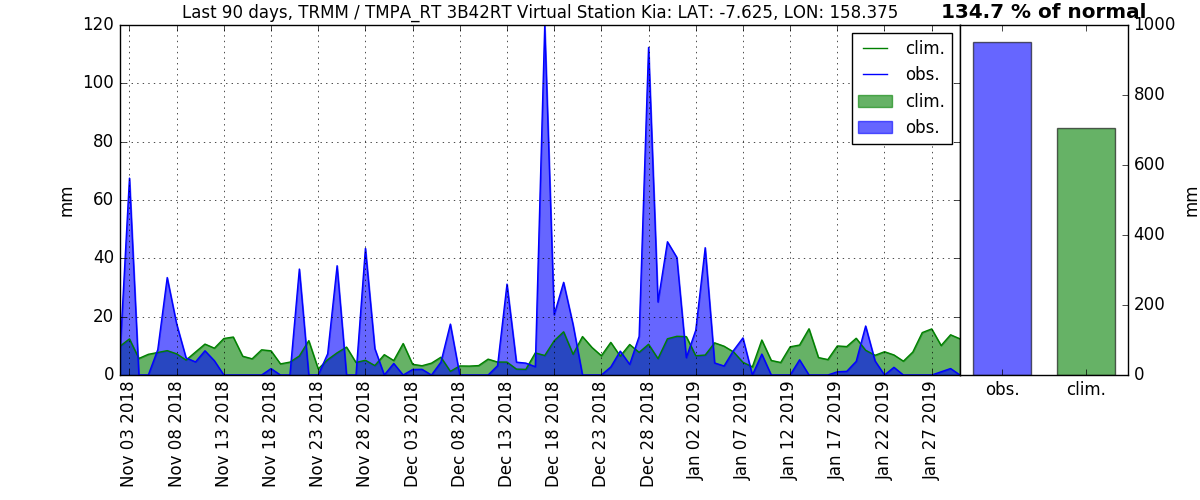 Last 90 days, TRMM / TMPA_RT 3B42RT Virtual Station Kia: LAT: -7.625, LON: 158.375
134.7 % of normal
120
100
80
60
40
20
0
mm
clim.
obs.
clim.
obs.
1000
800
600
400
200
0
mm
Nov 03 2018
Nov 08 2018
Nov 13 2018
Nov 18 2018
Nov 23 2018
Nov 28 2018
Dec 03 2018
Dec 08 2018
Dec 13 2018
Dec 18 2018
Dec 23 2018
Dec 28 2018
Jan 02 2019
Jan 07 2019
Jan 12 2019
Jan 17 2019
Jan 22 2019
Jan 27 2019
obs.
clim.